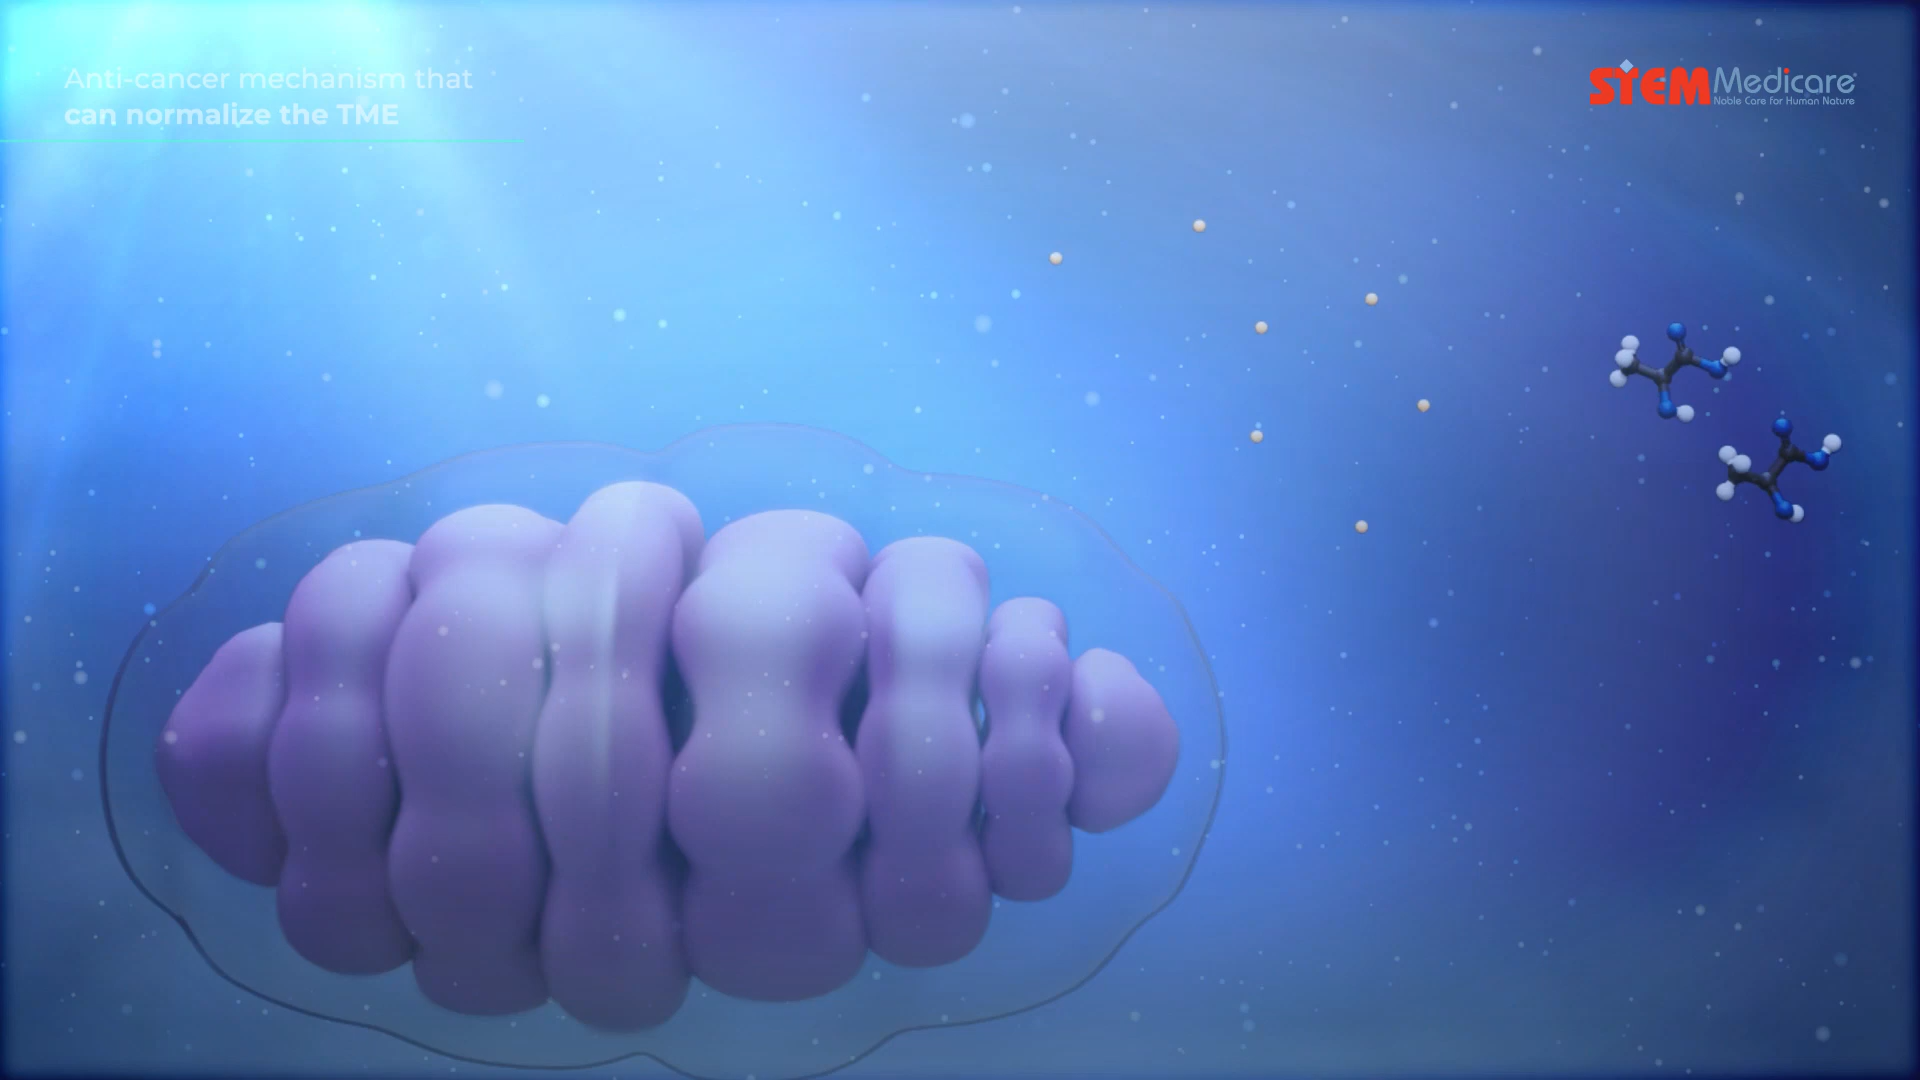 Anti-cancer mechanism that
can normalize the TME
STEM Medicare
Noble Care for Human Nature